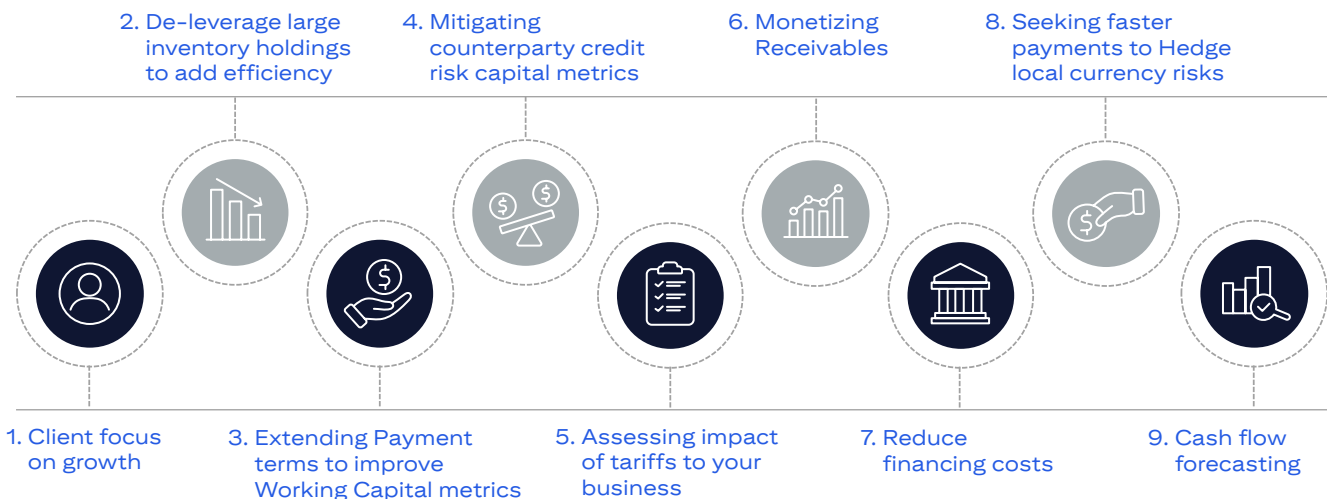 1. Client focus
on growth
2. De-leverage large
inventory holdings
to add efficiency
3. Extending Payment
terms to improve
Working Capital metrics
4. Mitigating
counterparty credit
risk capital metrics
5. Assessing impact
of tariffs to your
business
6. Monetizing
Receivables
7. Reduce
financing costs
8. Seeking faster
payments to Hedge
local currency risks
9. Cash flow
forecasting
$
$
$
$